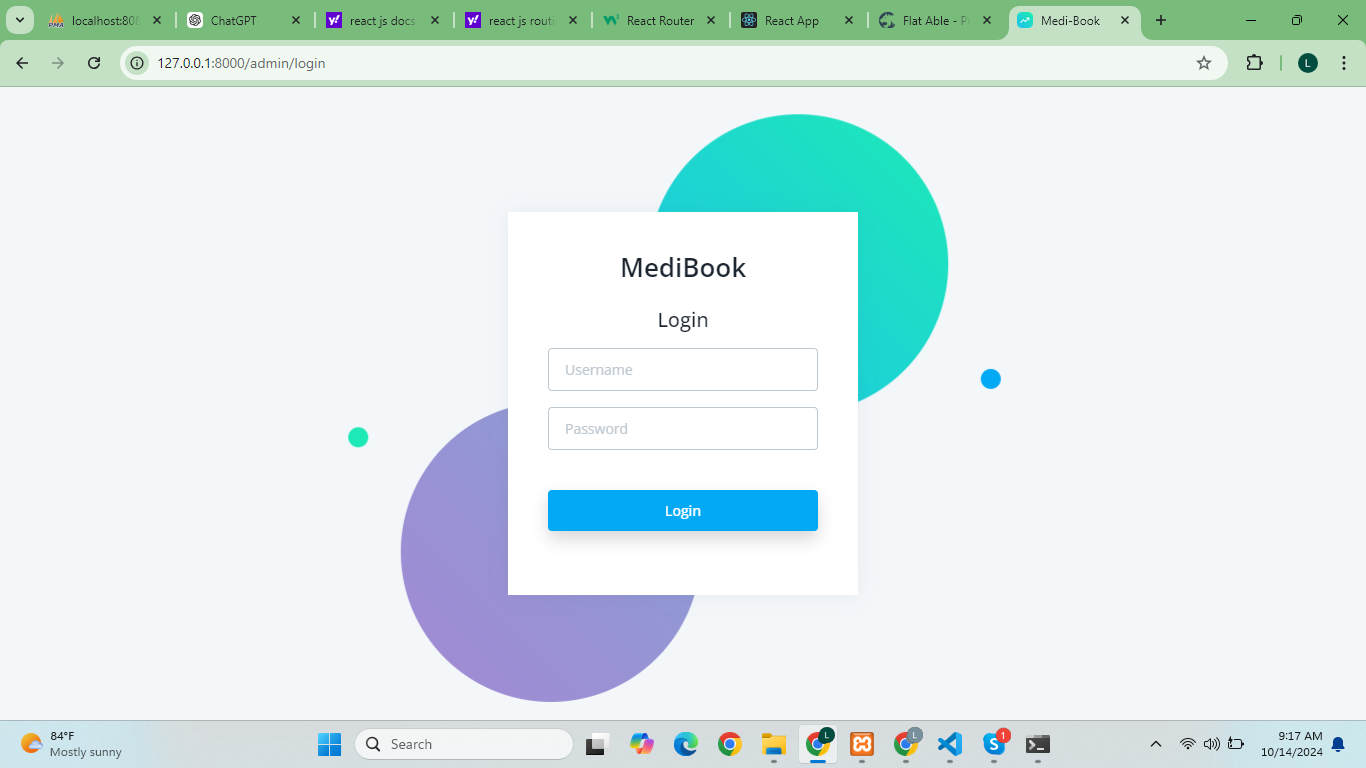 localhost:808
ChatGPT
react js docs
react js routi
React Router
React App
Flat Able - P
Medi-Book
127.0.0.1:8000/admin/login
L
MediBook
Login
Username
Password
Login
84°F
Mostly sunny
Search
L
L
1
9:17 AM
10/14/2024